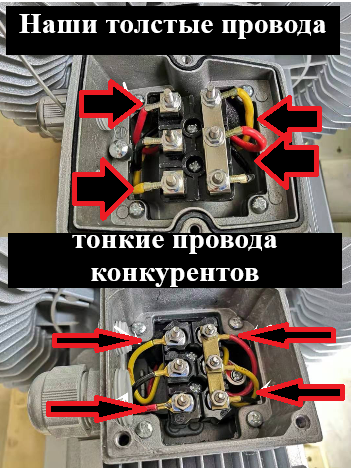 Наши толстые провода
тонкие провода
конкурентов